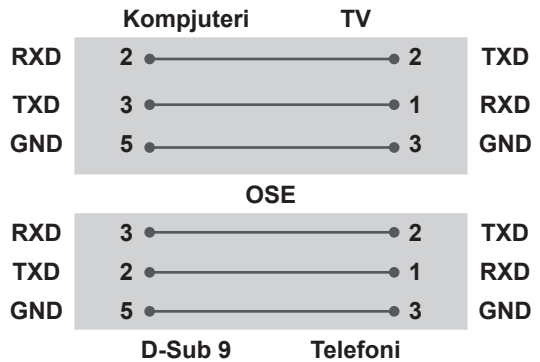 Kompjuteri TV
RXD 2 2 TXD
TXD 3 1 RXD
GND 5 3 GND
OSE
RXD 3 2 TXD
TXD 2 1 RXD
GND 5 3 GND
D-Sub 9 Telefoni